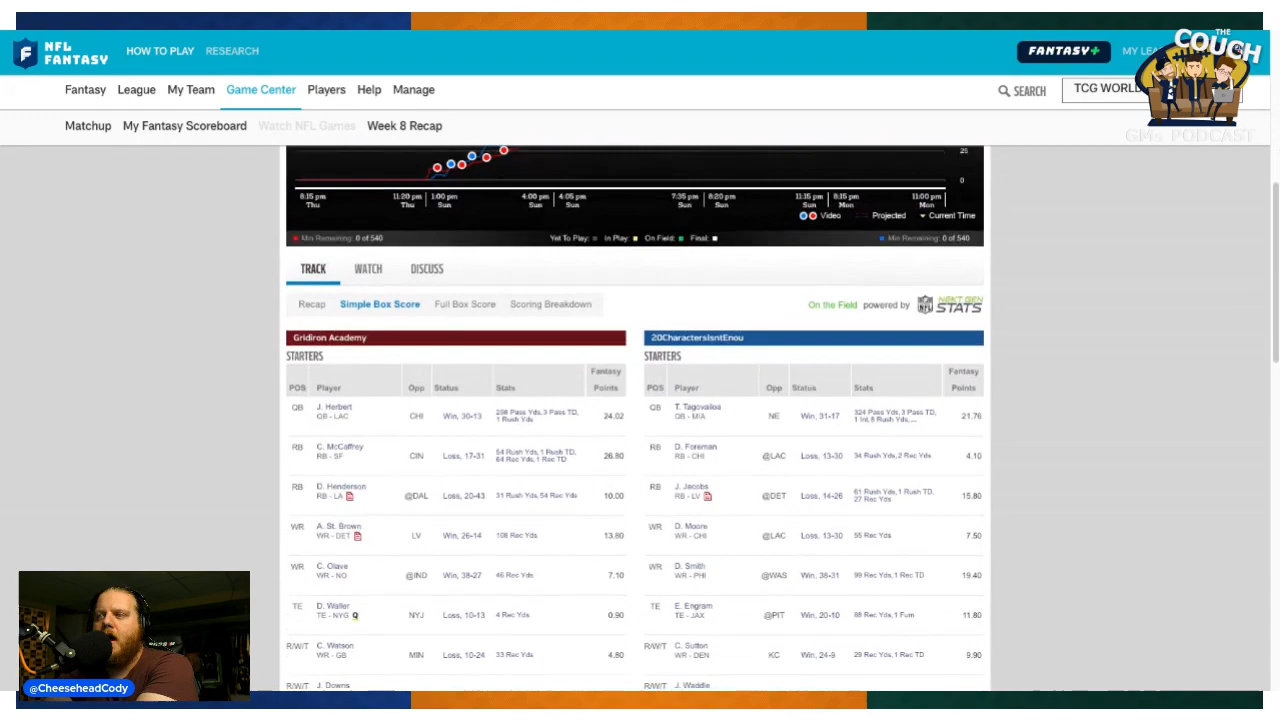 NFL FANTASY
HOW TO PLAY RESEARCH
FANTASY+
MY LEA
THE COUCH
GMs PODCAST
Fantasy League My Team Game Center Players Help Manage
SEARCH
TCG WORLD
Matchup My Fantasy Scoreboard Watch NFL Games Week 8 Recap
25
0
8:15 pm Thu 11:20 pm Thu 1:00 pm Sun 4:00 pm Sun 4:05 pm Sun 7:35 pm Sun 8:20 pm Sun 11:15 pm Sun 8:15 pm Mon 11:00 pm Mon
Video Projected Current Time
Min Remaining: 0 of 540 Yet To Play: In Play: On Field: Final: Min Remaining: 0 of 540
TRACK WATCH DISCUSS
Recap Simple Box Score Full Box Score Scoring Breakdown
On the Field powered by NFL NEXT GEN STATS
Gridiron Academy
STARTERS
POS Player Opp Status Stats Fantasy Points
QB J. Herbert QB - LAC CHI Win, 30-13 298 Pass Yds, 3 Pass TD, 1 Rush Yds 24.02
RB C. McCaffrey RB - SF CIN Loss, 17-31 54 Rush Yds, 1 Rush TD, 64 Rec Yds, 1 Rec TD 26.80
RB D. Henderson RB - LA @DAL Loss, 20-43 31 Rush Yds, 54 Rec Yds 10.00
WR A. St. Brown WR - DET LV Win, 26-14 108 Rec Yds 13.80
WR C. Olave WR - NO @IND Win, 38-27 46 Rec Yds 7.10
TE D. Waller TE - NYG Q NYJ Loss, 10-13 4 Rec Yds 0.90
R/W/T C. Watson WR - GB MIN Loss, 10-24 33 Rec Yds 4.80
R/W/T J. Downs
20CharactersIsntEnou
STARTERS
POS Player Opp Status Stats Fantasy Points
QB T. Tagovailoa QB - MIA NE Win, 31-17 324 Pass Yds, 3 Pass TD, 1 Int, 8 Rush Yds,... 21.76
RB D. Foreman RB - CHI @LAC Loss, 13-30 34 Rush Yds, 2 Rec Yds 4.10
RB J. Jacobs RB - LV @DET Loss, 14-26 61 Rush Yds, 1 Rush TD, 27 Rec Yds 15.80
WR D. Moore WR - CHI @LAC Loss, 13-30 55 Rec Yds 7.50
WR D. Smith WR - PHI @WAS Win, 38-31 99 Rec Yds, 1 Rec TD 19.40
TE E. Engram TE - JAX @PIT Win, 20-10 88 Rec Yds, 1 Fum 11.80
R/W/T C. Sutton WR - DEN KC Win, 24-9 29 Rec Yds, 1 Rec TD 9.90
R/W/T J. Waddle
@CheeseheadCody